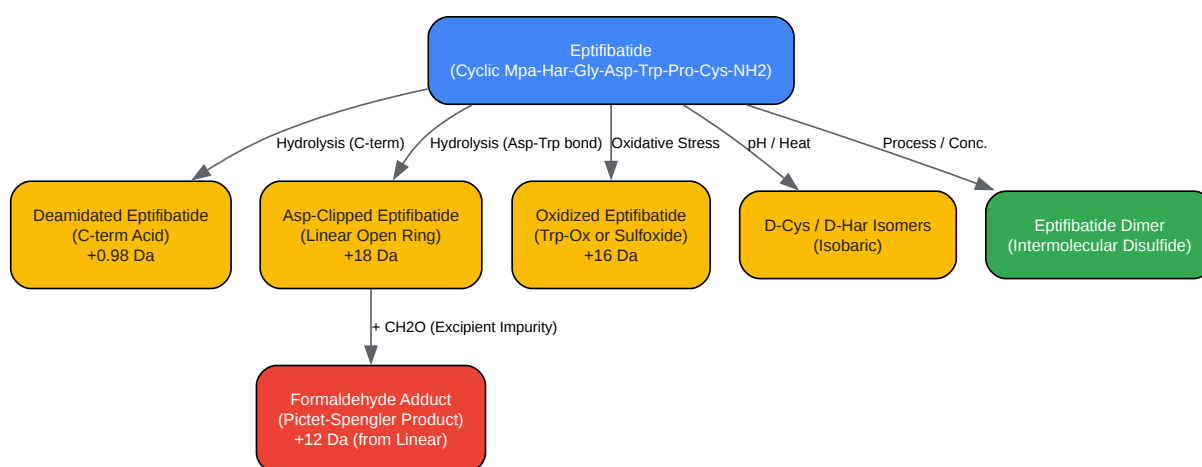 Eptifibatide
(Cyclic Mpa-Har-Gly-Asp-Trp-Pro-Cys-NH2)
Hydrolysis (C-term)
Hydrolysis (Asp-Trp bond)
Oxidative Stress
pH / Heat
Process / Conc.
Deamidated Eptifibatide
(C-term Acid)
+0.98 Da
Asp-Clipped Eptifibatide
(Linear Open Ring)
+18 Da
Oxidized Eptifibatide
(Trp-Ox or Sulfoxide)
+16 Da
D-Cys / D-Har Isomers
(Isobaric)
Eptifibatide Dimer
(Intermolecular Disulfide)
+ CH2O (Excipient Impurity)
Formaldehyde Adduct
(Pictet-Spengler Product)
+12 Da (from Linear)